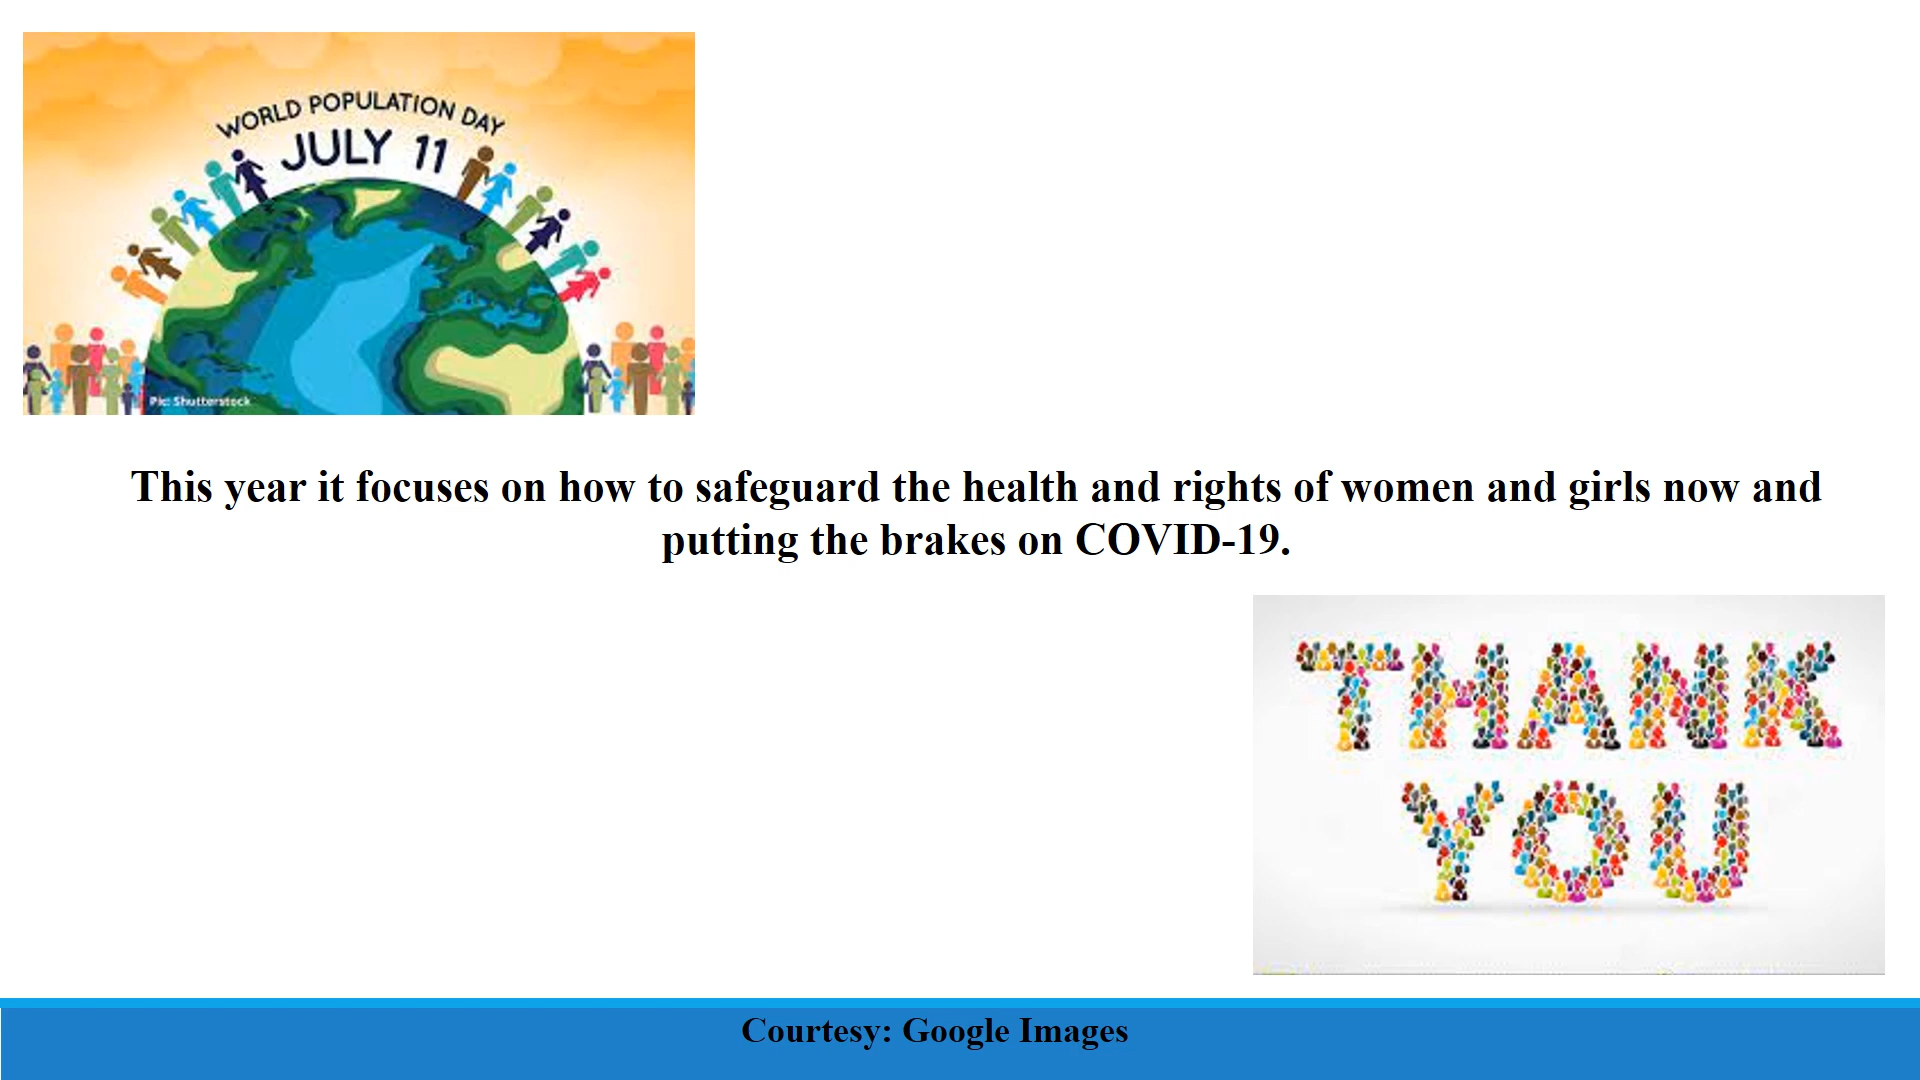 WORLD POPULATION DAY
JULY 11
Pic: Shutterstock
This year it focuses on how to safeguard the health and rights of women and girls now and
putting the brakes on COVID-19.
THANK
YOU
Courtesy: Google Images